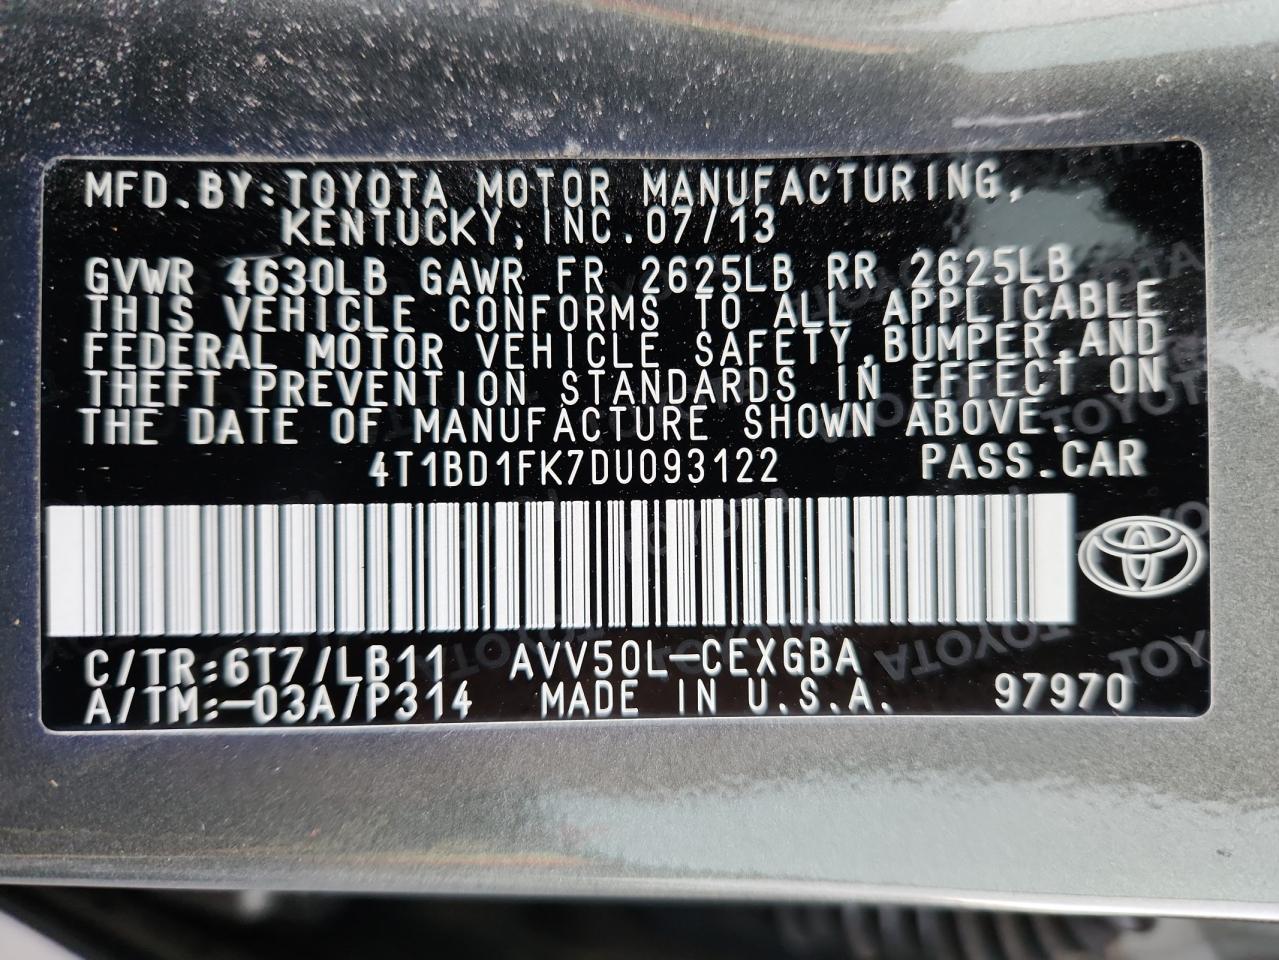 MFD.BY:TOYOTA MOTOR MANUFACTURING,
KENTUCKY, INC. 07/13
GVWR 4630LB GAWR FR 2625LB RR 2625LB
THIS VEHICLE CONFORMS TO ALL APPLICABLE
FEDERAL MOTOR VEHICLE SAFETY,BUMPER,AND
THEFT PREVENTION STANDARDS IN EFFECT ON
THE DATE OF MANUFACTURE SHOWN ABOVE.
4T1BD1FK7DU093122 PASS.CAR
C/TR:6T7/LB11 AVV50L-CEXGBA
A/TM:-03A/P314 MADE IN U.S.A. 97970